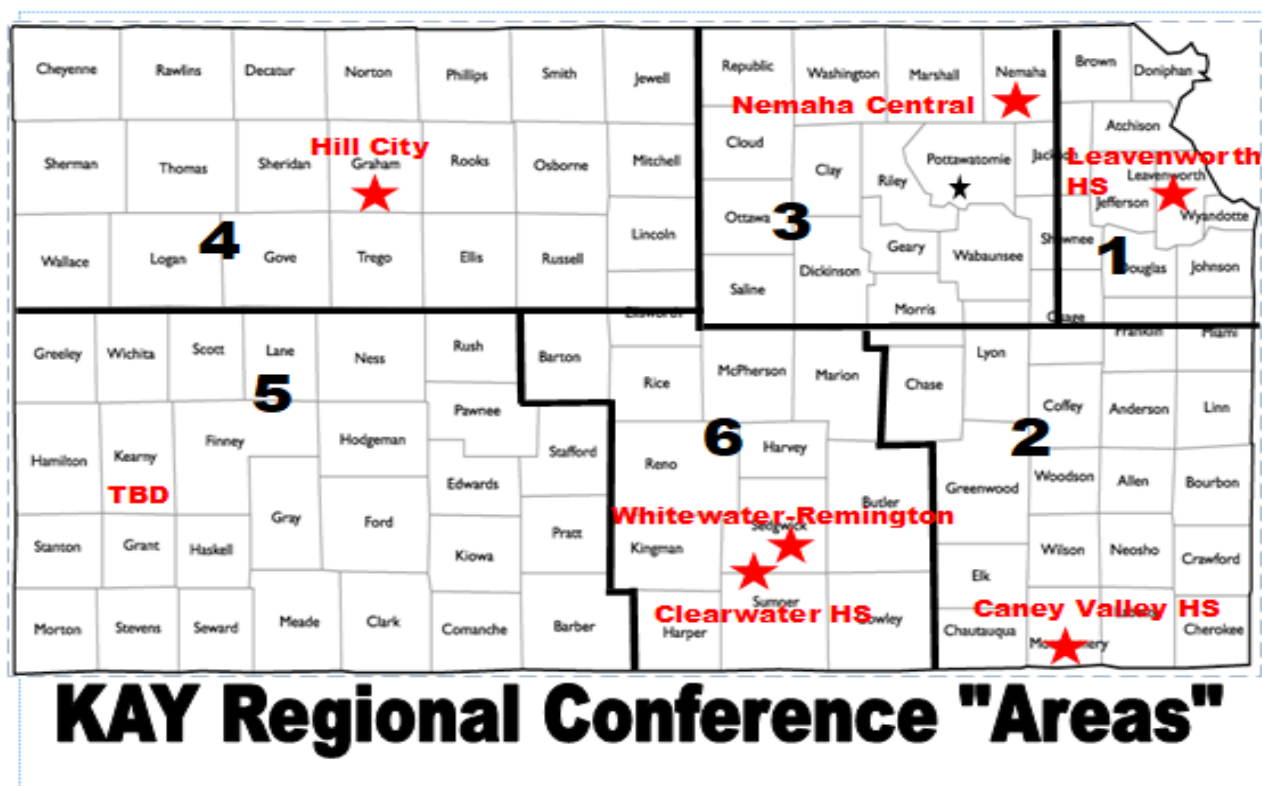 Cheyenne Rawlins Decatur Norton Phillips Smith Jewell Republic Washington Marshall Nemaha Brown Doniphan
Nemaha Central
Hill City
Sherman Thomas Sheridan Graham Rooks Osborne Mitchell Cloud Clay Riley Pottawatomie Atchison
Leavenworth HS
Leavenworth
Jefferson
Wyandotte
4
3
1
Wallace Logan Gove Trego Ellis Russell Lincoln Ottawa Saline Dickinson Geary Wabaunsee Morris Douglas Johnson
Greeley Wichita Scott Lane Ness Rush Barton Rice McPherson Marion Chase Lyon
5
6
2
Hamilton Kearny Finney Hodgeman Pawnee Stafford Reno Harvey Butler Greenwood Coffey Anderson Linn
TBD
Woodson Allen Bourbon
Edwards
Stanton Grant Haskell Gray Ford Kiowa Pratt Kingman Sedgwick Elk Wilson Neosho Crawford
Whitewater-Remington
Clearwater HS
Caney Valley HS
Morton Stevens Seward Meade Clark Comanche Barber Harper Sumner Chautauqua Cherokee
KAY Regional Conference "Areas"